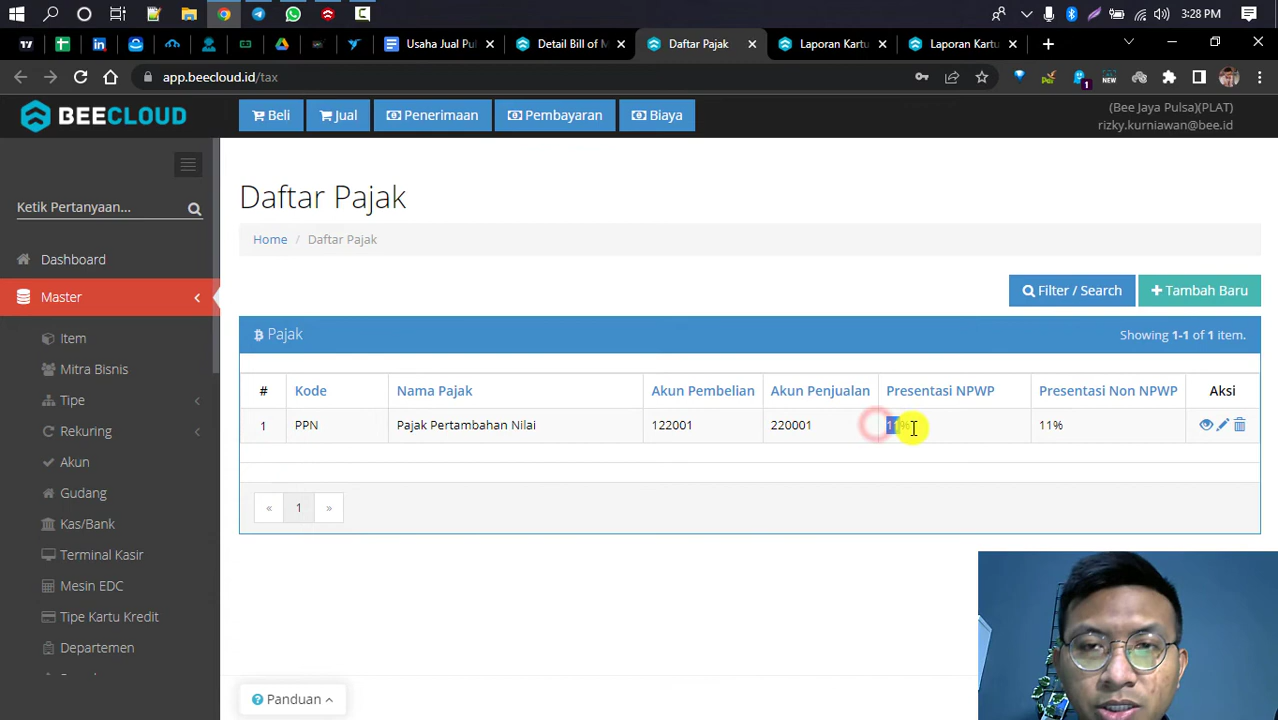 3:28 PM
Usaha Jual Pul
Detail Bill of M
Daftar Pajak
Laporan Kartu
Laporan Kartu
app.beecloud.id/tax
NEW
1
BEECLOUD
Beli
Jual
Penerimaan
Pembayaran
Biaya
(Bee Jaya Pulsa)(PLAT)
rizky.kurniawan@bee.id
Ketik Pertanyaan...
Dashboard
Master
Item
Mitra Bisnis
Tipe
Rekuring
Akun
Gudang
Kas/Bank
Terminal Kasir
Mesin EDC
Tipe Kartu Kredit
Departemen
Daftar Pajak
Home / Daftar Pajak
Filter / Search
+ Tambah Baru
Pajak
Showing 1-1 of 1 item.
# Kode Nama Pajak Akun Pembelian Akun Penjualan Presentasi NPWP Presentasi Non NPWP Aksi
1 PPN Pajak Pertambahan Nilai 122001 220001 11% 11%
« 1 »
Panduan